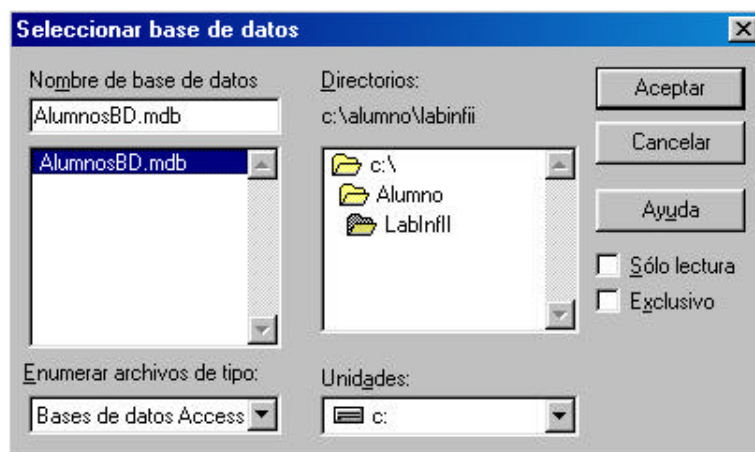 Seleccionar base de datos
Nombre de base de datos
AlumnosBD.mdb
AlumnosBD.mdb
Enumerar archivos de tipo:
Bases de datos Access
Directorios:
c:\alumno\labinfii
c:\
Alumno
LabInfII
Unidades:
c:
Aceptar
Cancelar
Ayuda
Sólo lectura
Exclusivo